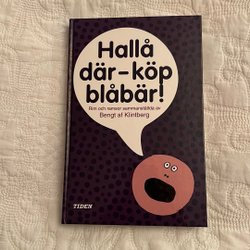 Hallå
där-köp
blåbär!
Rim och ramsor sammanställda av
Bengt af Klintberg
TIDEN